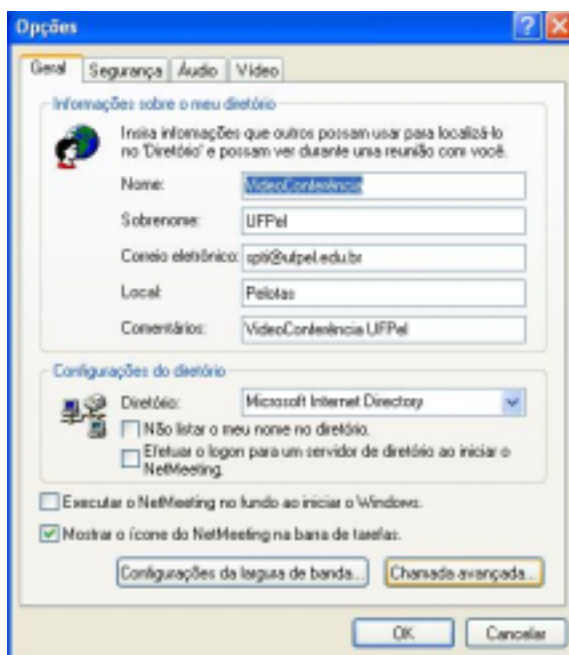 Opções
Geral Segurança Áudio Vídeo
Informações sobre o meu diretório
Insira informações que outros possam usar para localizá-lo
no 'Diretório' e possam ver durante uma reunião com você.
Nome: VideoConferência
Sobrenome: UFPel
Correio eletrônico: spti@ufpel.edu.br
Local: Pelotas
Comentários: VideoConferência UFPel
Configurações do diretório
Diretório: Microsoft Internet Directory
Não listar o meu nome no diretório.
Efetuar o logon para um servidor de diretório ao iniciar o
NetMeeting.
Executar o NetMeeting no fundo ao iniciar o Windows.
Mostrar o ícone do NetMeeting na barra de tarefas.
Configurações da largura de banda... Chamada avançada...
OK Cancelar